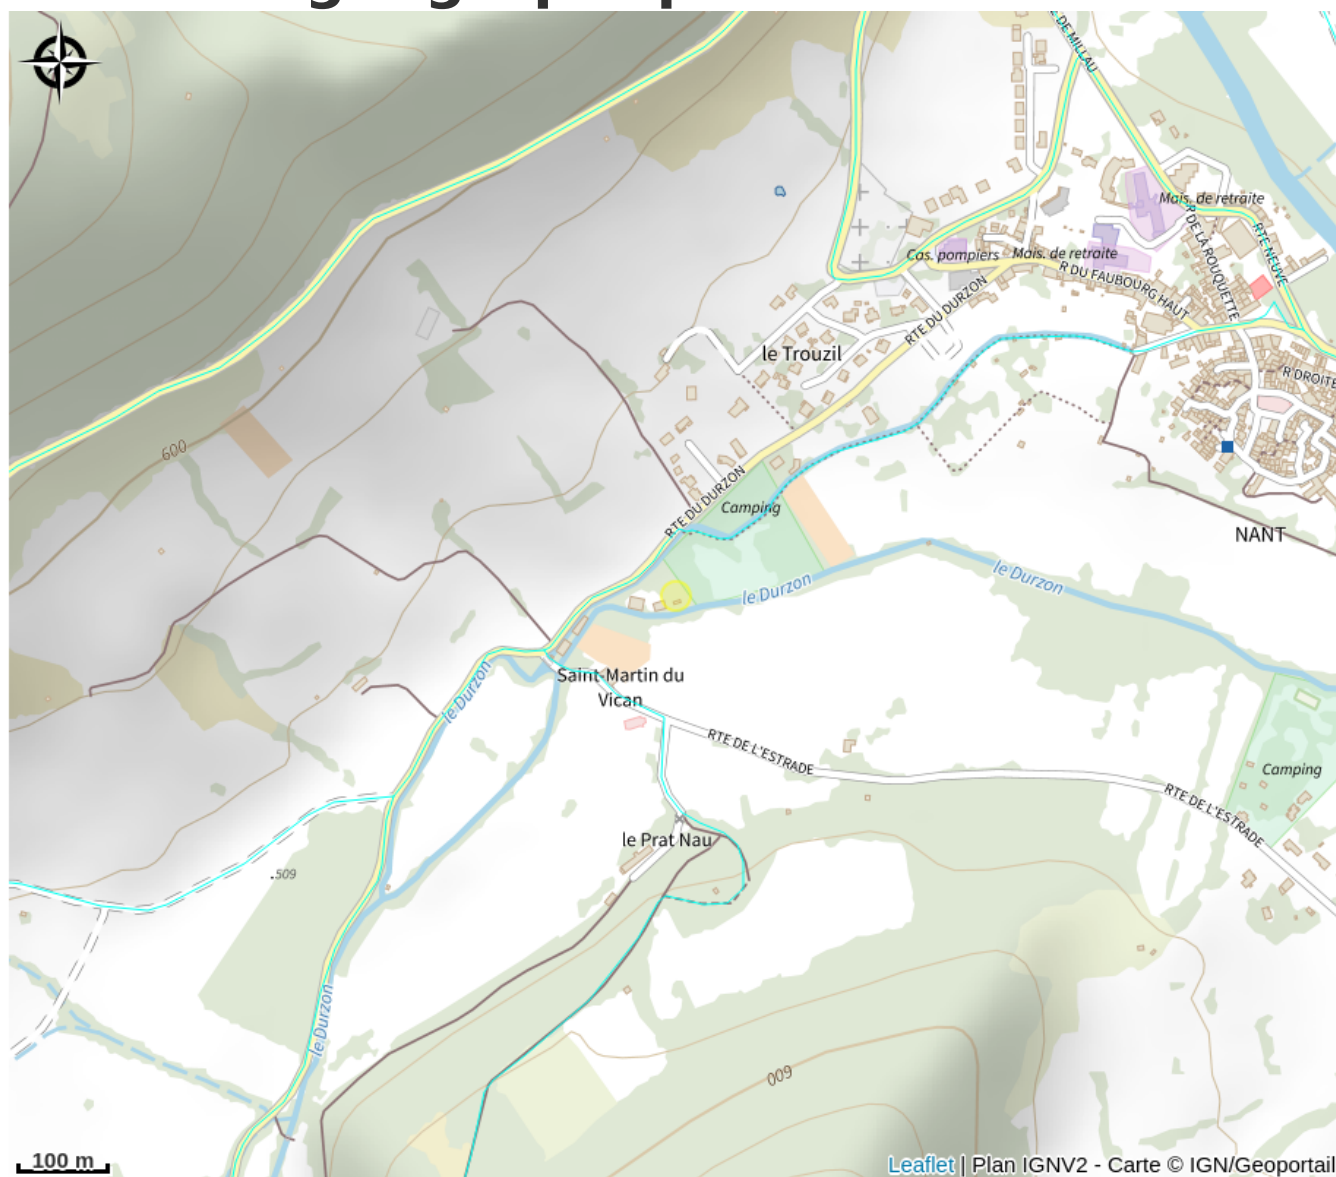 DE MILLAU
Mais. de retraite
R DE LA ROUQUETTE
RTE NEUVE
Cas. pompiers
Mais. de retraite
R DU FAUBOURG HAUT
RTE DU DURZON
le Trouzil
R DROITE
600
RTE DU DURZON
Camping
NANT
le Durzon
le Durzon
Saint-Martin du
Vican
le Durzon
RTE DE L'ESTRADE
Camping
RTE DE L'ESTRADE
le Prat Nau
.509
le Durzon
600
100 m
Leaflet | Plan IGNV2 - Carte © IGN/Geoportail